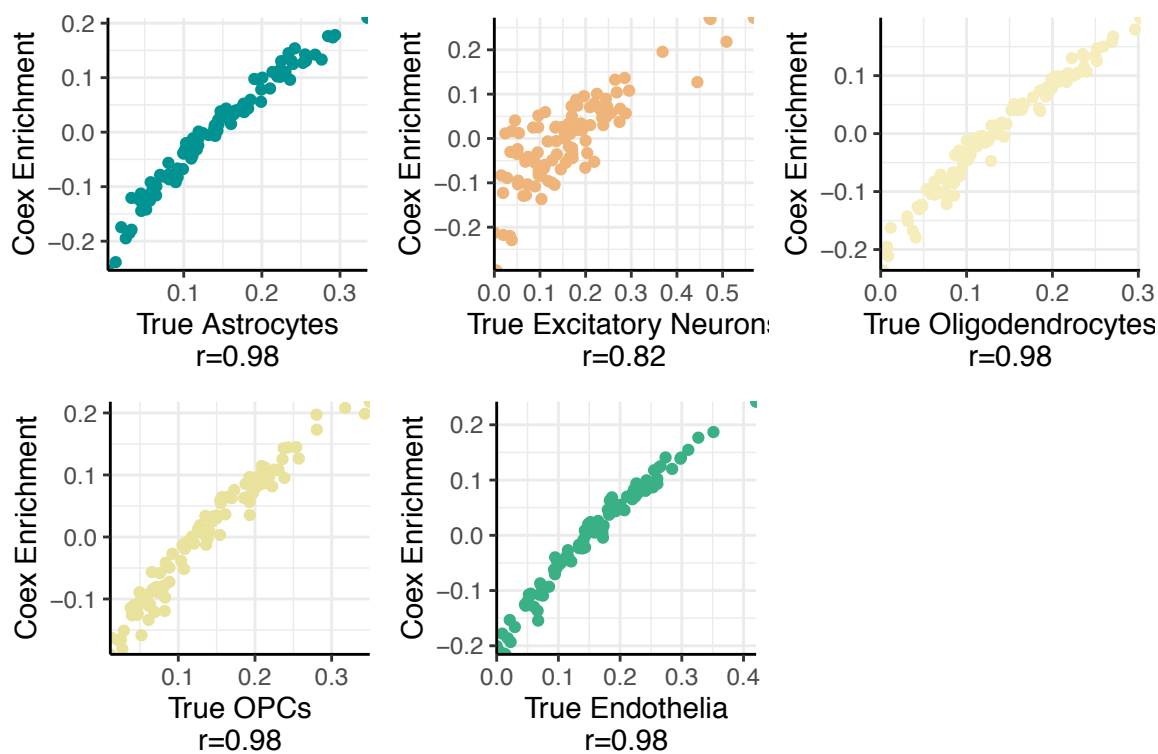 Coex Enrichment
0.2
0.1
0.0
−0.1
−0.2
0.1 0.2 0.3
True Astrocytes
r=0.98
Coex Enrichment
0.2
0.1
0.0
−0.1
−0.2
0.0 0.1 0.2 0.3 0.4 0.5
True Excitatory Neurons
r=0.82
Coex Enrichment
0.1
0.0
−0.1
−0.2
0.0 0.1 0.2 0.3
True Oligodendrocytes
r=0.98
Coex Enrichment
0.2
0.1
0.0
−0.1
0.1 0.2 0.3
True OPCs
r=0.98
Coex Enrichment
0.2
0.1
0.0
−0.1
−0.2
0.0 0.1 0.2 0.3 0.4
True Endothelia
r=0.98